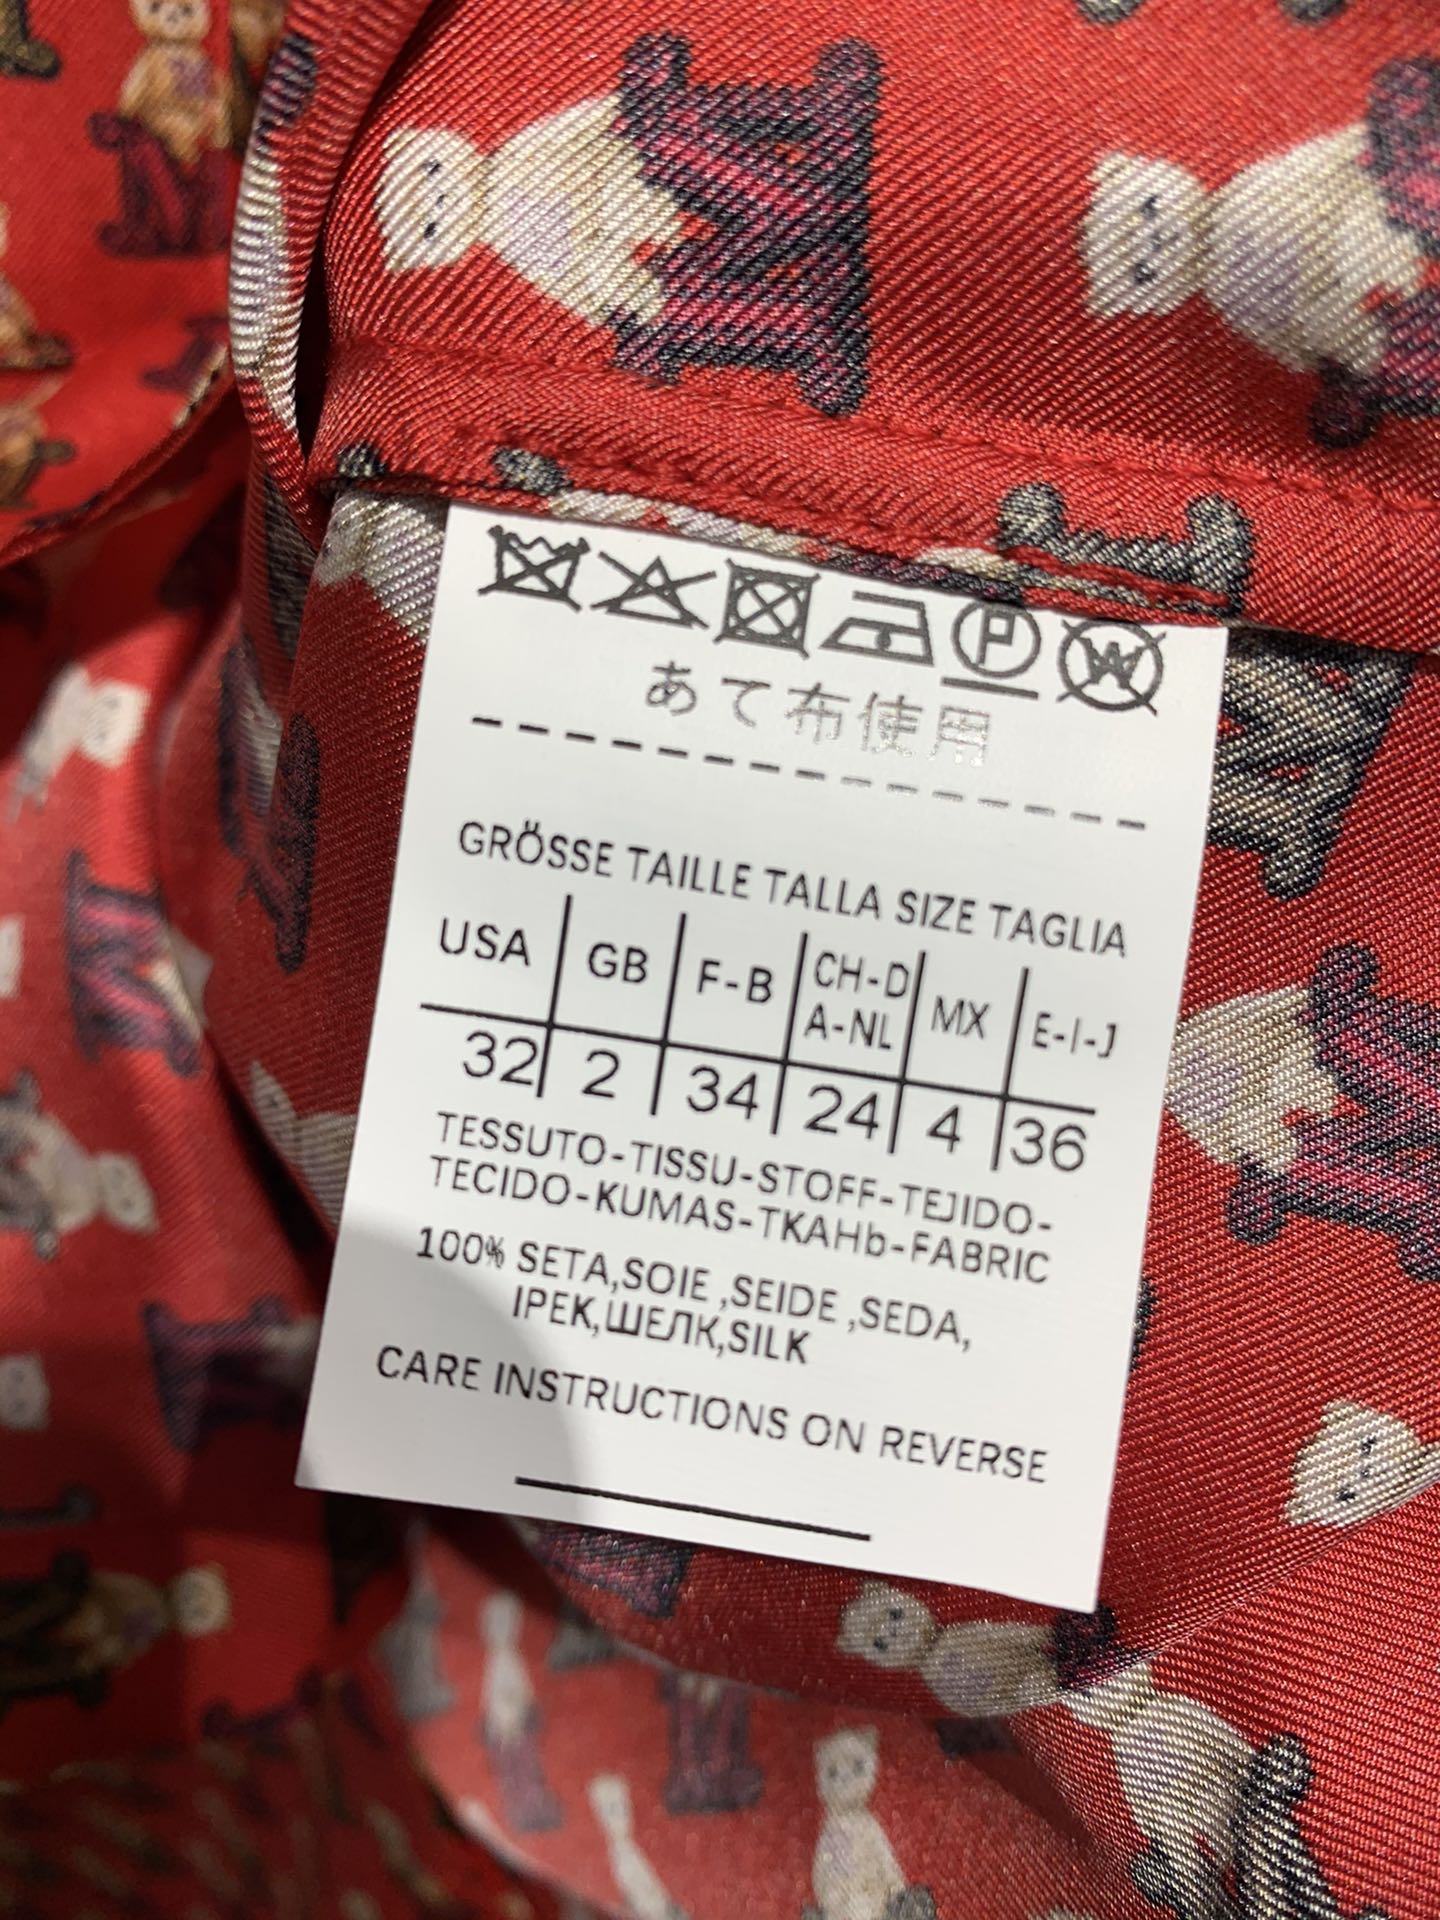 あて布使用
GRÖSSE TAILLE TALLA SIZE TAGLIA
USA GB F-B CH-D A-NL MX E-I-J
32 2 34 24 4 36
TESSUTO-TISSU-STOFF-TEJIDO-
TECIDO-KUMAS-TKAHb-FABRIC
100% SETA,SOIE ,SEIDE ,SEDA,
IPEK,ШЕЛК,SILK
CARE INSTRUCTIONS ON REVERSE